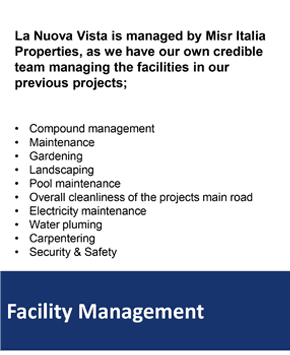 La Nuova Vista is managed by Misr Italia
Properties, as we have our own credible
team managing the facilities in our
previous projects;
• Compound management
• Maintenance
• Gardening
• Landscaping
• Pool maintenance
• Overall cleanliness of the projects main road
• Electricity maintenance
• Water pluming
• Carpentering
• Security & Safety
Facility Management